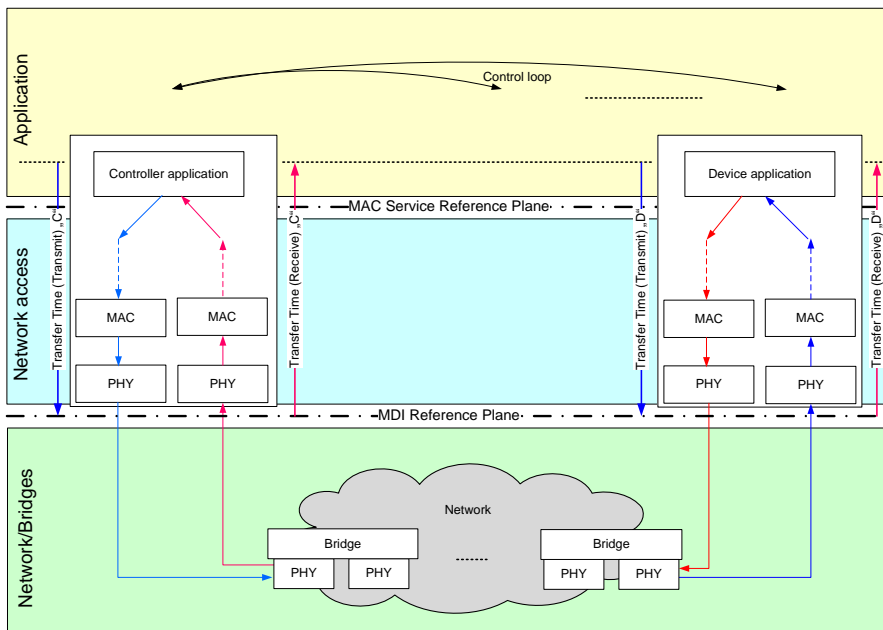 Application
Control loop
Controller application
Device application
MAC Service Reference Plane
Network access
Transfer Time (Transmit) „C“
Transfer Time (Receive) „C“
Transfer Time (Transmit) „D“
Transfer Time (Receive) „D“
MAC
MAC
MAC
MAC
PHY
PHY
PHY
PHY
MDI Reference Plane
Network/Bridges
Network
Bridge
Bridge
PHY
PHY
PHY
PHY